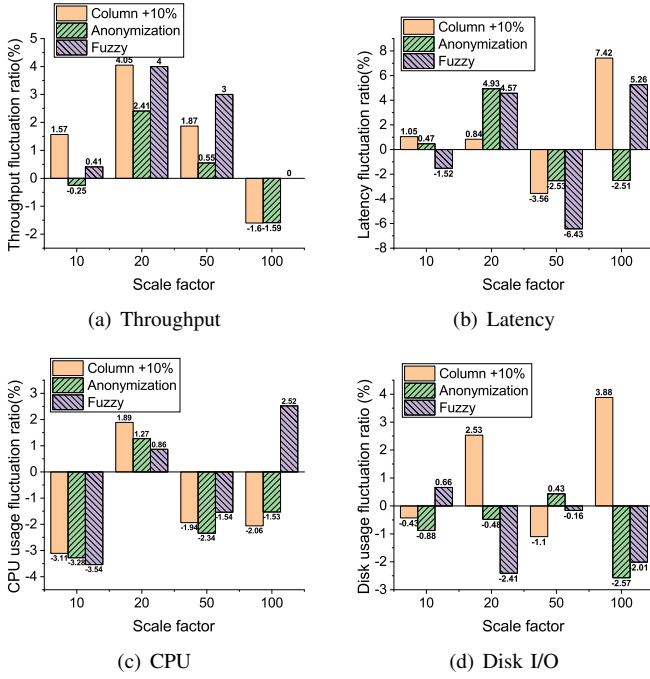 Column +10%
Anonymization
Fuzzy
Throughput fluctuation ratio(%)
4
3
2
1
0
-1
-2
1.57
-0.25
0.41
4.05
2.41
4
1.87
0.55
3
-1.6
-1.59
0
10 20 50 100
Scale factor
(a) Throughput
Column +10%
Anonymization
Fuzzy
Latency fluctuation ratio(%)
8
6
4
2
0
-2
-4
-6
-8
1.05
0.47
-1.52
0.84
4.93
4.57
-3.56
-2.53
-6.43
7.42
-2.51
5.26
10 20 50 100
Scale factor
(b) Latency
Column +10%
Anonymization
Fuzzy
CPU usage fluctuation ratio(%)
3
2
1
0
-1
-2
-3
-4
-3.11
-3.28
-3.54
1.89
1.27
0.86
-1.94
-2.34
-1.54
-2.06
-1.53
2.52
10 20 50 100
Scale factor
(c) CPU
Column +10%
Anonymization
Fuzzy
Disk usage fluctuation ratio (%)
4
3
2
1
0
-1
-2
-3
-0.43
-0.88
0.66
2.53
-0.48
-2.41
-1.1
0.43
-0.16
3.88
-2.57
2.01
10 20 50 100
Scale factor
(d) Disk I/O